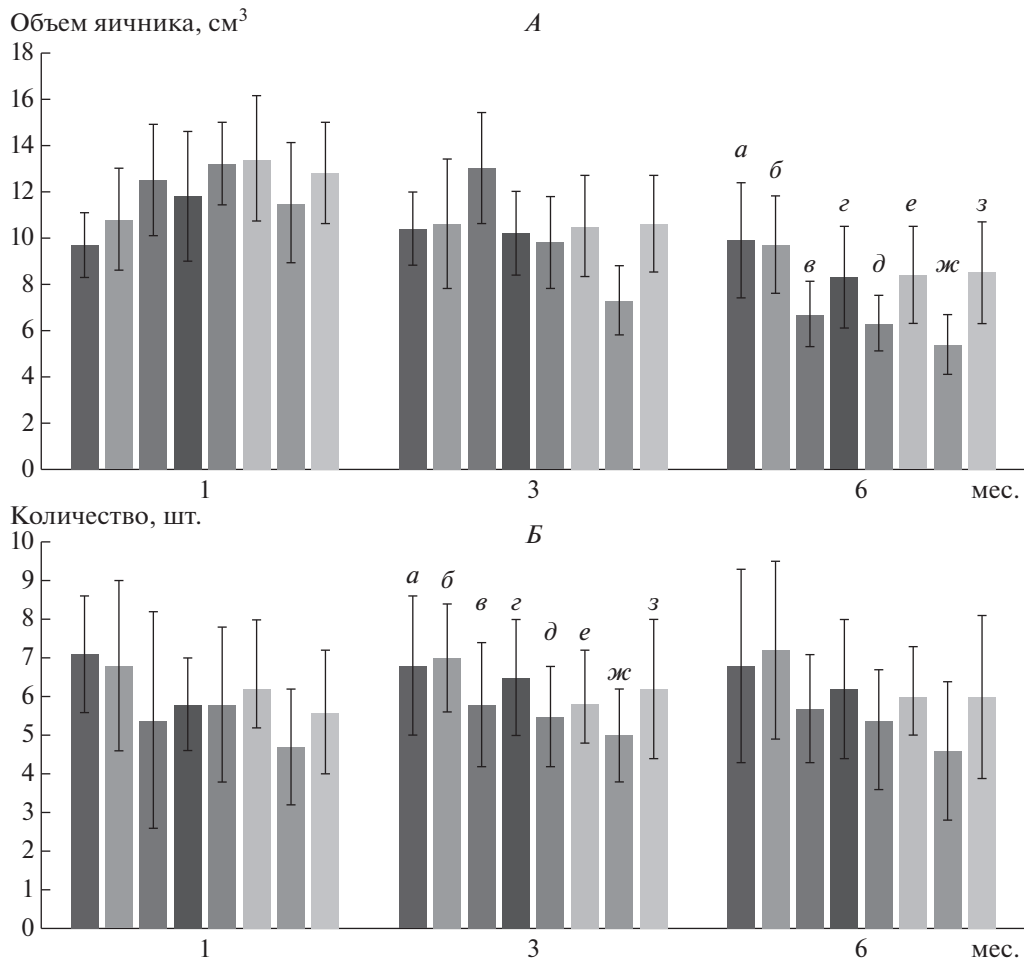 Объем яичника, см³
А
18
16
14
12
10
8
6
4
2
0
а
б
в
г
д
е
ж
з
1
3
6
мес.
Количество, шт.
Б
10
9
8
7
6
5
4
3
2
1
0
а
б
в
г
д
е
ж
з
1
3
6
мес.